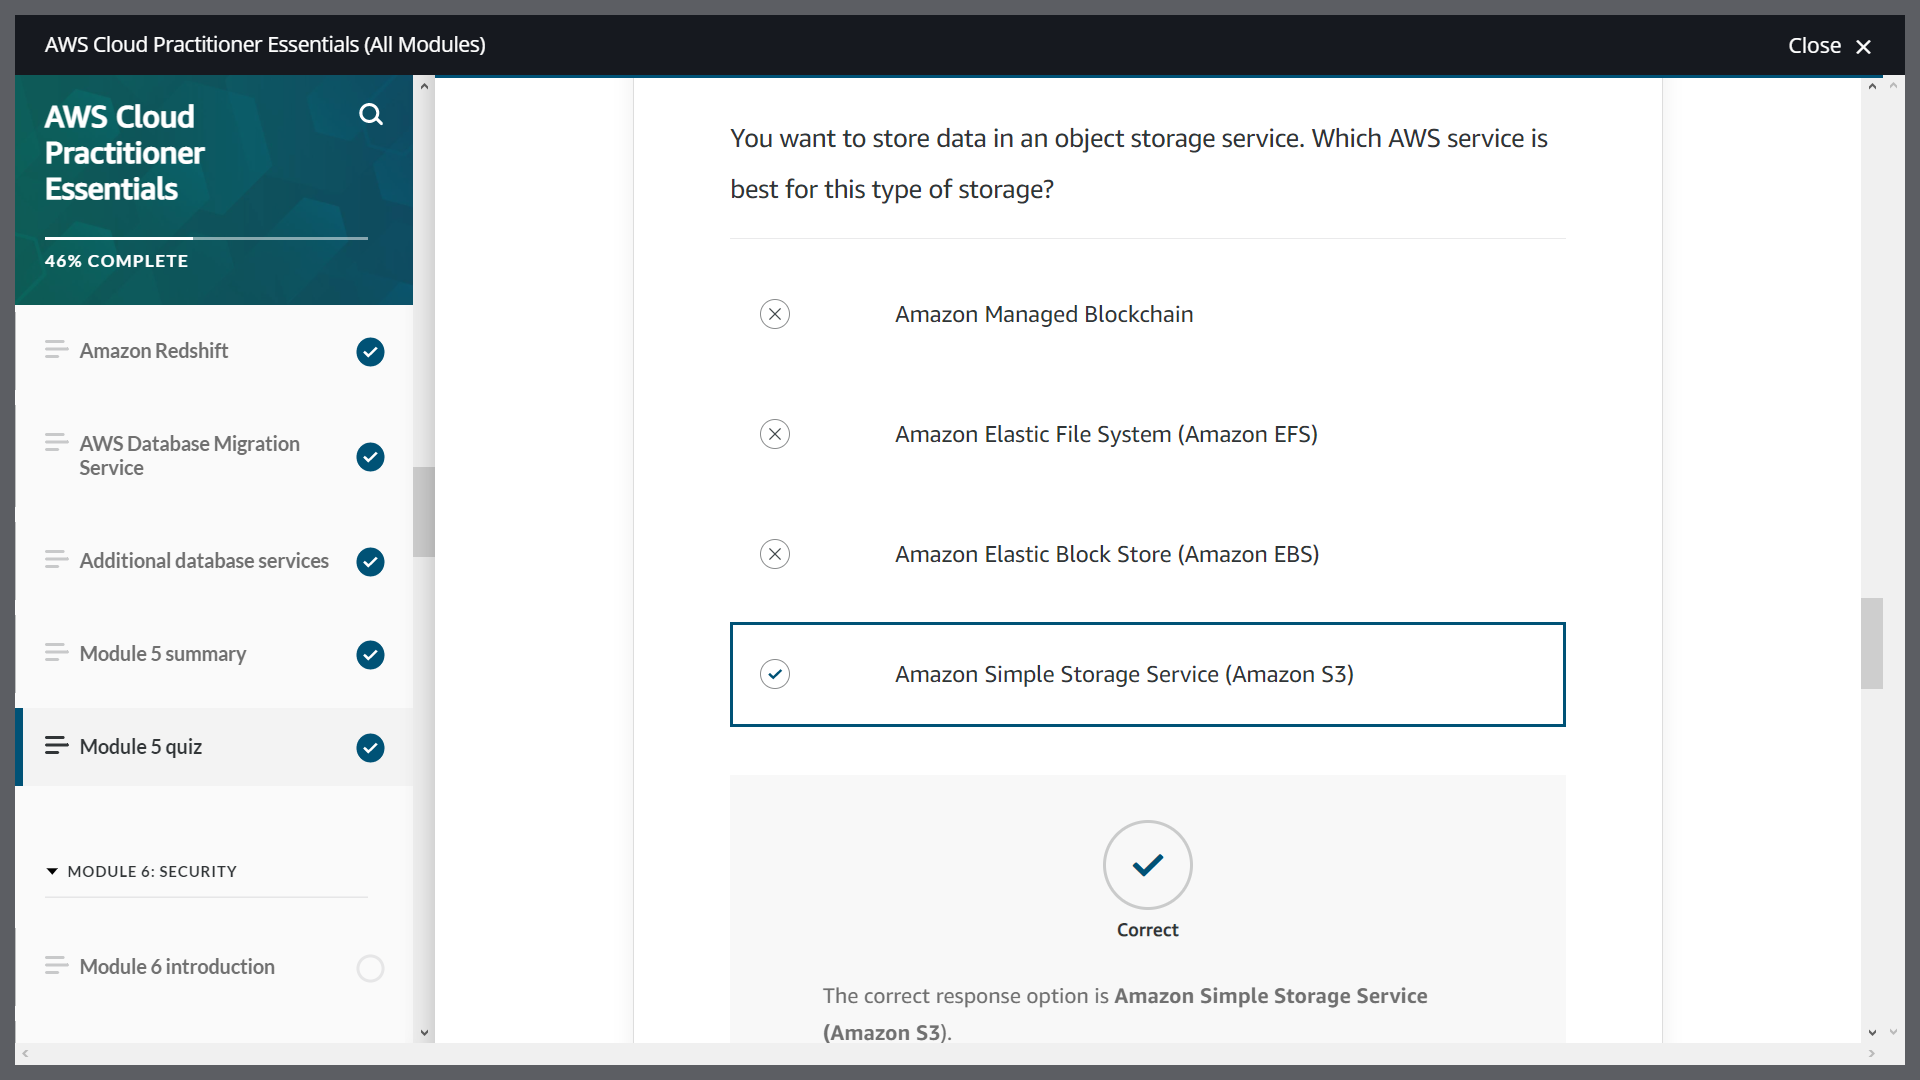 AWS Cloud Practitioner Essentials (All Modules)
Close
AWS Cloud
Practitioner
Essentials
46% COMPLETE
Amazon Redshift
AWS Database Migration
Service
Additional database services
Module 5 summary
Module 5 quiz
MODULE 6: SECURITY
Module 6 introduction
You want to store data in an object storage service. Which AWS service is
best for this type of storage?
Amazon Managed Blockchain
Amazon Elastic File System (Amazon EFS)
Amazon Elastic Block Store (Amazon EBS)
Amazon Simple Storage Service (Amazon S3)
Correct
The correct response option is Amazon Simple Storage Service
(Amazon S3).